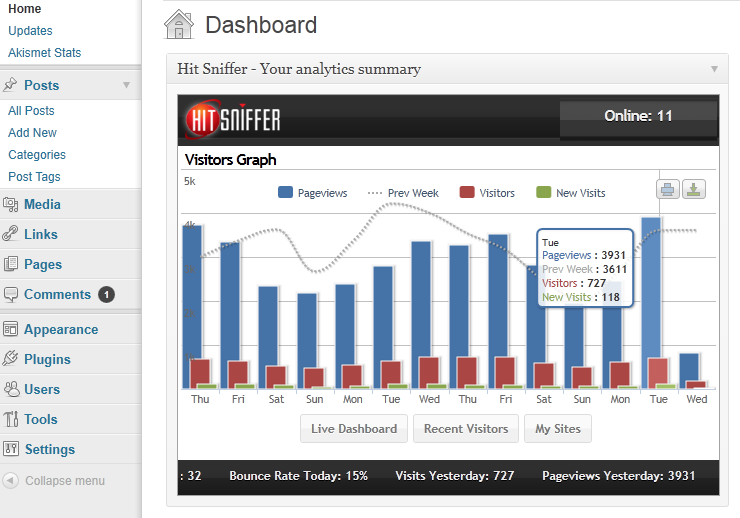 Home
Updates
Akismet Stats
Posts
All Posts
Add New
Categories
Post Tags
Media
Links
Pages
Comments 1
Appearance
Plugins
Users
Tools
Settings
Collapse menu
Dashboard
Hit Sniffer - Your analytics summary
HIT SNIFFER
Online: 11
Visitors Graph
5k
Pageviews Prev Week Visitors New Visits
4k
Tue
Pageviews : 3931
Prev Week : 3611
Visitors : 727
New Visits : 118
Thu Fri Sat Sun Mon Tue Wed Thu Fri Sat Sun Mon Tue Wed
Live Dashboard Recent Visitors My Sites
: 32 Bounce Rate Today: 15% Visits Yesterday: 727 Pageviews Yesterday: 3931